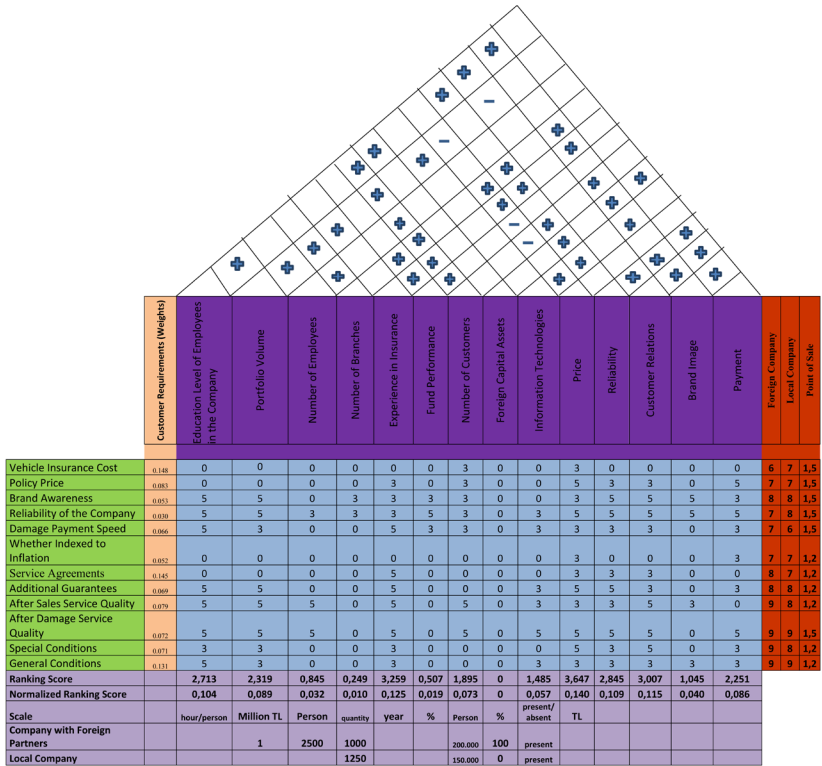 Customer Requirements (Weights)
Education Level of Employees
in the Company
Portfolio Volume
Number of Employees
Number of Branches
Experience in Insurance
Fund Performance
Number of Customers
Foreign Capital Assets
Information Technologies
Price
Reliability
Customer Relations
Brand Image
Payment
Foreign Company
Local Company
Point of Sale
Vehicle Insurance Cost 0.148 0 0 0 0 0 0 3 0 0 3 0 0 0 0 6 7 1,5
Policy Price 0.083 0 0 0 0 3 0 3 0 0 5 3 3 0 5 7 7 1,5
Brand Awareness 0.053 5 5 0 3 3 3 3 0 3 5 5 5 5 3 8 8 1,5
Reliability of the Company 0.030 5 5 3 3 3 5 3 0 3 3 5 5 5 5 7 8 1,5
Damage Payment Speed 0.066 5 3 0 0 5 3 3 0 3 3 3 3 0 3 7 6 1,5
Whether Indexed to
Inflation 0.052 0 0 0 0 0 0 0 0 0 3 0 0 0 3 7 7 1,2
Service Agreements 0.145 0 0 0 0 5 0 0 0 0 3 3 3 0 0 8 7 1,2
Additional Guarantees 0.069 5 5 0 0 3 0 0 0 3 5 5 3 0 3 8 8 1,2
After Sales Service Quality 0.079 5 5 5 0 5 0 5 0 3 3 3 5 3 0 9 8 1,2
After Damage Service
Quality 0.072 5 5 5 0 5 0 5 5 5 5 5 5 0 5 9 9 1,5
Special Conditions 0.071 3 3 0 0 3 0 0 0 0 5 3 5 0 3 9 8 1,2
General Conditions 0.131 5 3 0 0 3 0 0 0 3 3 3 3 3 3 9 9 1,2
Ranking Score 2,713 2,319 0,845 0,249 3,259 0,507 1,895 0 1,485 3,647 2,845 3,007 1,045 2,251
Normalized Ranking Score 0,104 0,089 0,032 0,010 0,125 0,019 0,073 0 0,057 0,140 0,109 0,115 0,040 0,086
Scale hour/person Million TL Person quantity year % Person % present/
absent TL
Company with Foreign
Partners 1 2500 1000 200.000 100 present
Local Company 1250 150.000 0 present